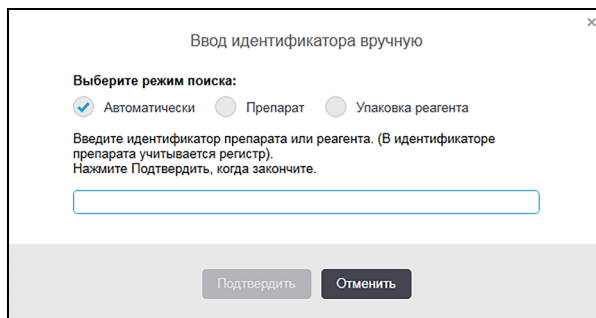 Ввод идентификатора вручную
Выберите режим поиска:
Автоматически Препарат Упаковка реагента
Введите идентификатор препарата или реагента. (В идентификаторе
препарата учитывается регистр).
Нажмите Подтвердить, когда закончите.
Подтвердить Отменить